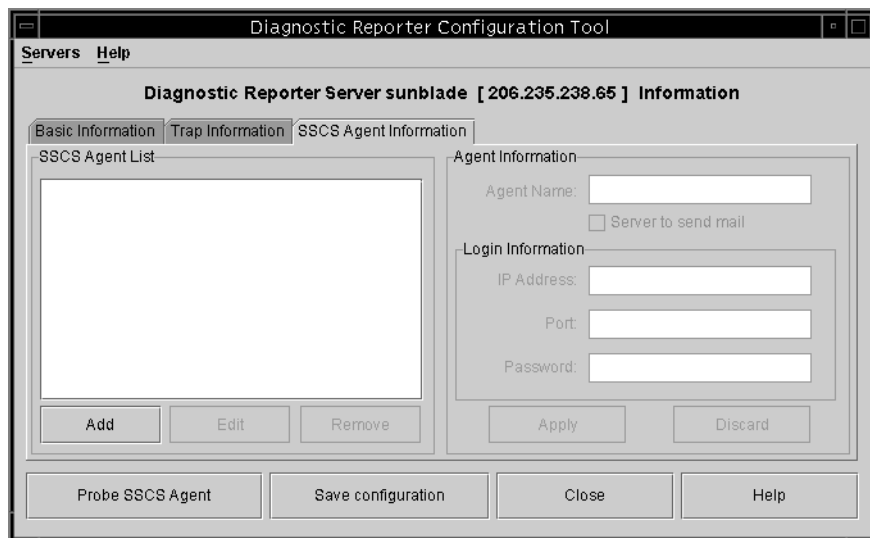 Diagnostic Reporter Configuration Tool
Servers Help
Diagnostic Reporter Server sunblade [ 206.235.238.65 ] Information
Basic Information Trap Information SSCS Agent Information
SSCS Agent List
Agent Information
Agent Name:
Server to send mail
Login Information
IP Address:
Port:
Password:
Add Edit Remove
Apply Discard
Probe SSCS Agent Save configuration Close Help